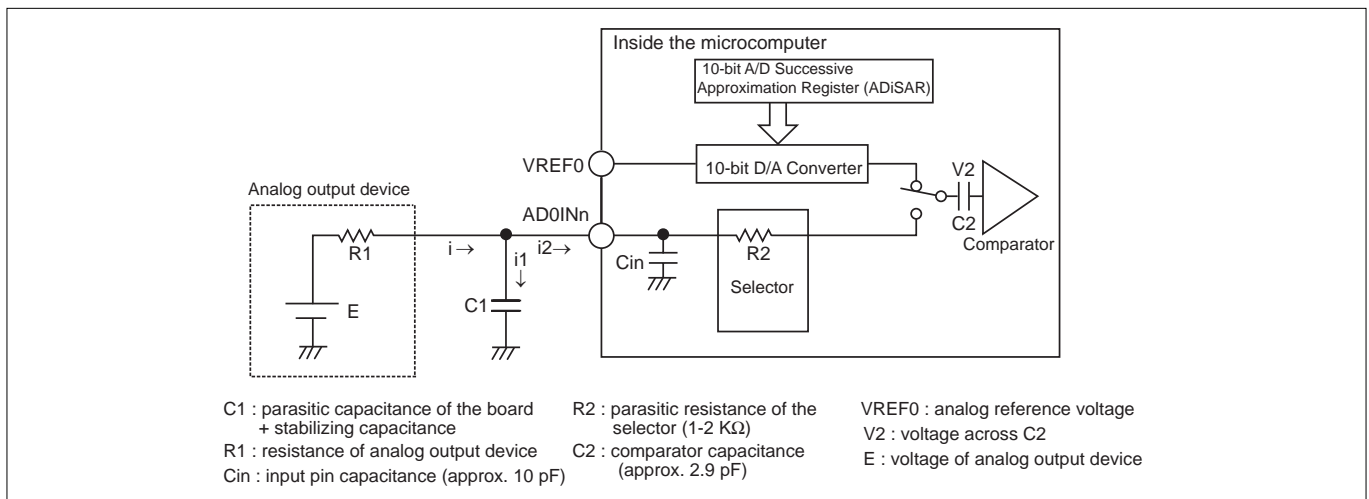 Inside the microcomputer
10-bit A/D Successive
Approximation Register (ADiSAR)
VREF0
10-bit D/A Converter
V2
C2
Comparator
Analog output device
AD0INn
R1
i →
i1
↓
i2→
Cin
R2
Selector
E
C1
C1 : parasitic capacitance of the board
+ stabilizing capacitance
R1 : resistance of analog output device
Cin : input pin capacitance (approx. 10 pF)
R2 : parasitic resistance of the
selector (1-2 KΩ)
C2 : comparator capacitance
(approx. 2.9 pF)
VREF0 : analog reference voltage
V2 : voltage across C2
E : voltage of analog output device